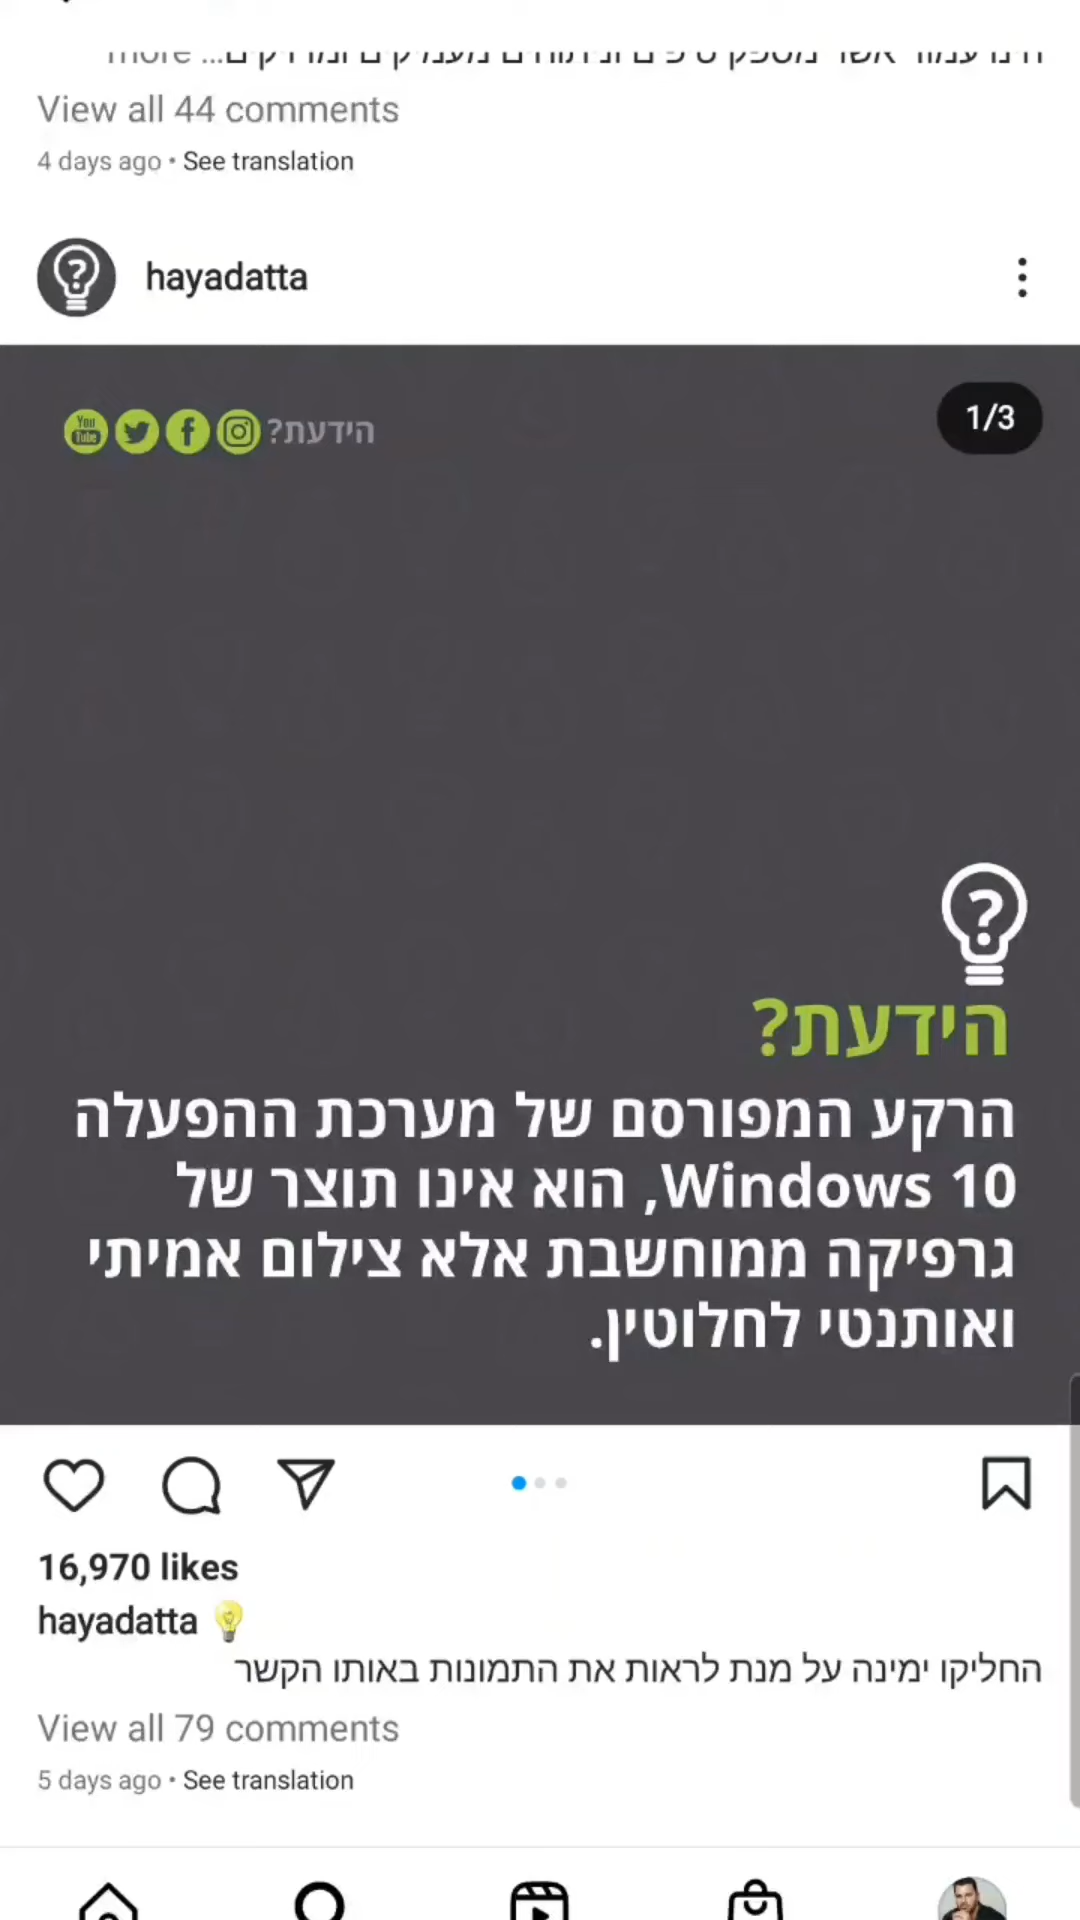 View all 44 comments
4 days ago • See translation
hayadatta
You Tube
הידעת?
1/3
הידעת?
הרקע המפורסם של מערכת ההפעלה
Windows 10, הוא אינו תוצר של
גרפיקה ממוחשבת אלא צילום אמיתי
ואותנטי לחלוטין.
16,970 likes
hayadatta 💡
החליקו ימינה על מנת לראות את התמונות באותו הקשר
View all 79 comments
5 days ago • See translation